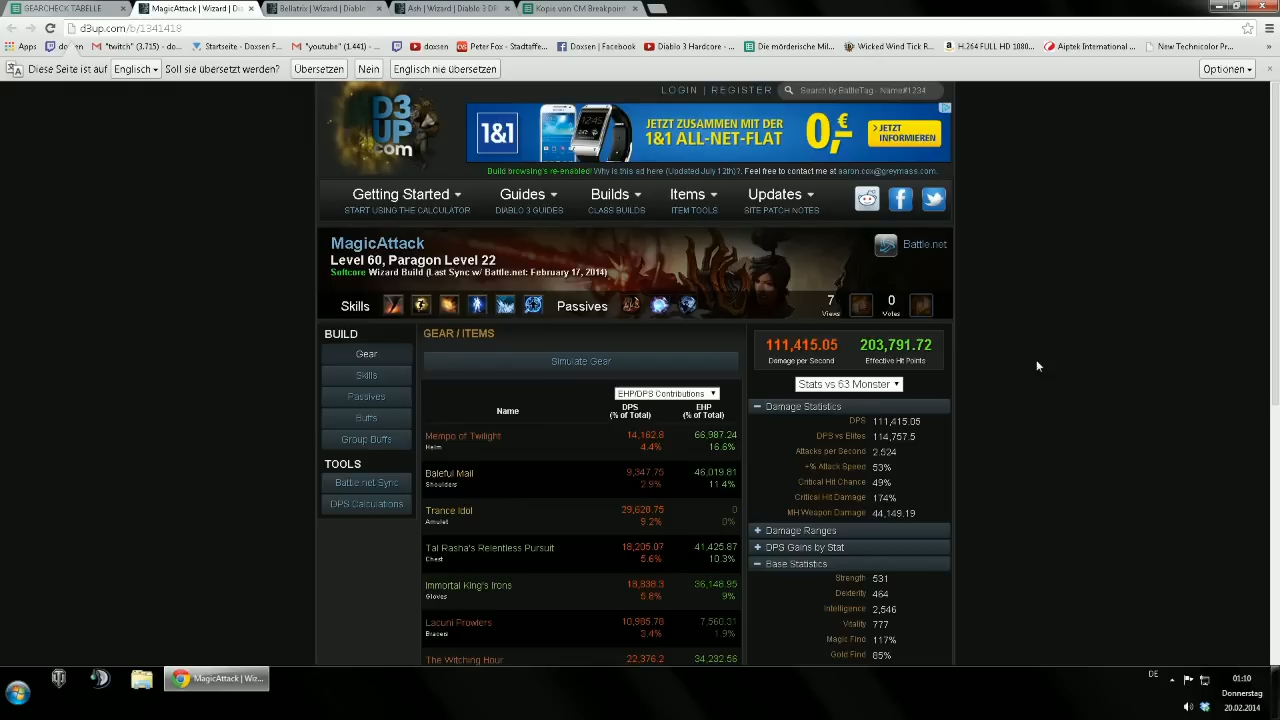 GEARCHECK TABELLE
MagicAttack | Wizard | Dia
Bellatrix | Wizard | Diablo
Ash | Wizard | Diablo 3 DP
Kopie von CM Breakpoint
d3up.com/b/1341418
Apps
doxsen
"twitch" (3.715) - do
Startseite - Doxsen F
"youtube" (1.441) -
doxsen
Peter Fox - Stadtaffe
Doxsen | Facebook
Diablo 3 Hardcore -
Die mörderische Mil
Wicked Wind Tick R
H.264 FULL HD 1080
Aiptek International
New Technicolor Pro
»
Diese Seite ist auf
Englisch
Soll sie übersetzt werden?
Übersetzen
Nein
Englisch nie übersetzen
Optionen
LOGIN | REGISTER
Search by BattleTag - Name#1234
D3
UP
com
1&1
JETZT ZUSAMMEN MIT DER
1&1 ALL-NET-FLAT
0,- €
> JETZT
INFORMIEREN
Build browsing's re-enabled! Why is this ad here (Updated July 12th)?. Feel free to contact me at aaron.cox@greymass.com.
Getting Started
START USING THE CALCULATOR
Guides
DIABLO 3 GUIDES
Builds
CLASS BUILDS
Items
ITEM TOOLS
Updates
SITE PATCH NOTES
MagicAttack
Level 60, Paragon Level 22
Softcore Wizard Build (Last Sync w/ Battle.net: February 17, 2014)
Battle.net
Skills
Passives
7
Views
0
Votes
BUILD
Gear
Skills
Passives
Buffs
Group Buffs
TOOLS
Battle.net Sync
DPS Calculations
GEAR / ITEMS
Simulate Gear
EHP/DPS Contributions
Name
DPS
(% of Total)
EHP
(% of Total)
Mempo of Twilight
Helm
14,162.8
4.4%
66,987.24
16.6%
Baleful Mail
Shoulders
9,347.75
2.9%
46,019.81
11.4%
Trance Idol
Amulet
29,628.75
9.2%
0
0%
Tal Rasha's Relentless Pursuit
Chest
18,205.07
5.6%
41,425.87
10.3%
Immortal King's Irons
Gloves
18,838.3
5.8%
36,148.95
9%
Lacuni Prowlers
Bracers
10,985.78
3.4%
7,560.31
1.9%
The Witching Hour
22,376.2
34,232.56
111,415.05
Damage per Second
203,791.72
Effective Hit Points
Stats vs 63 Monster
Damage Statistics
DPS 111,415.05
DPS vs Elites 114,757.5
Attacks per Second 2.524
+% Attack Speed 53%
Critical Hit Chance 49%
Critical Hit Damage 174%
MH Weapon Damage 44,149.19
Damage Ranges
DPS Gains by Stat
Base Statistics
Strength 531
Dexterity 464
Intelligence 2,546
Vitality 777
Magic Find 117%
Gold Find 85%
MagicAttack | Wiz...
DE
01:10
Donnerstag
20.02.2014